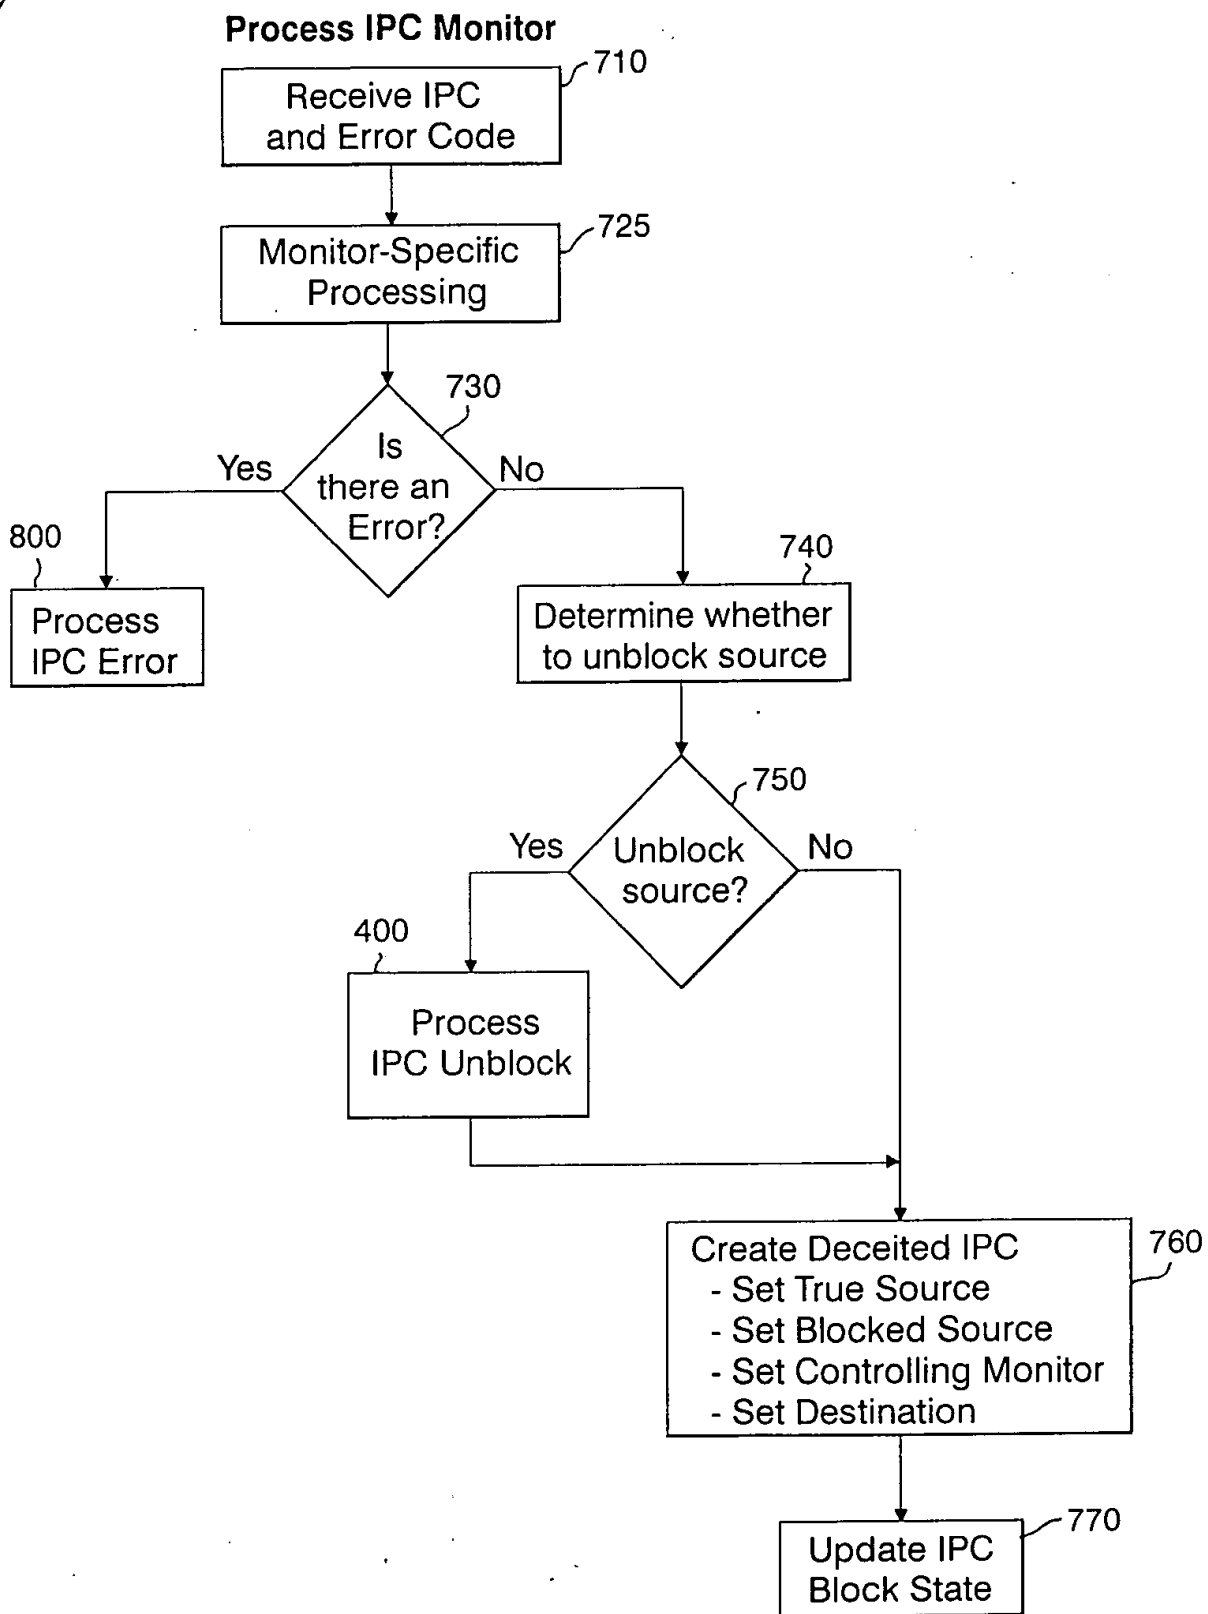 Process IPC Monitor
710
Receive IPC
and Error Code
725
Monitor-Specific
Processing
730
Is
there an
Error?
Yes
No
800
Process
IPC Error
740
Determine whether
to unblock source
750
Unblock
source?
Yes
No
400
Process
IPC Unblock
760
Create Deceited IPC
- Set True Source
- Set Blocked Source
- Set Controlling Monitor
- Set Destination
770
Update IPC
Block State